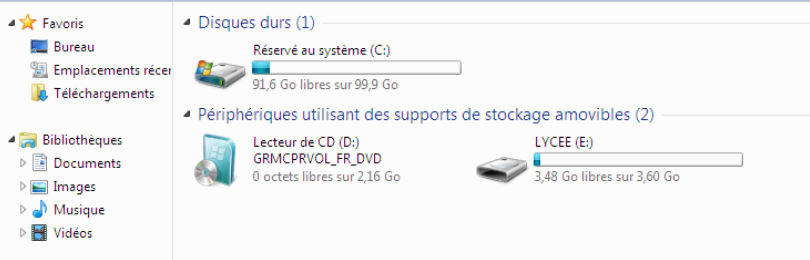 Favoris
Bureau
Emplacements récer
Téléchargements
Bibliothèques
Documents
Images
Musique
Vidéos
Disques durs (1)
Réservé au système (C:)
91,6 Go libres sur 99,9 Go
Périphériques utilisant des supports de stockage amovibles (2)
Lecteur de CD (D:)
GRMCPRVOL_FR_DVD
0 octets libres sur 2,16 Go
LYCEE (E:)
3,48 Go libres sur 3,60 Go